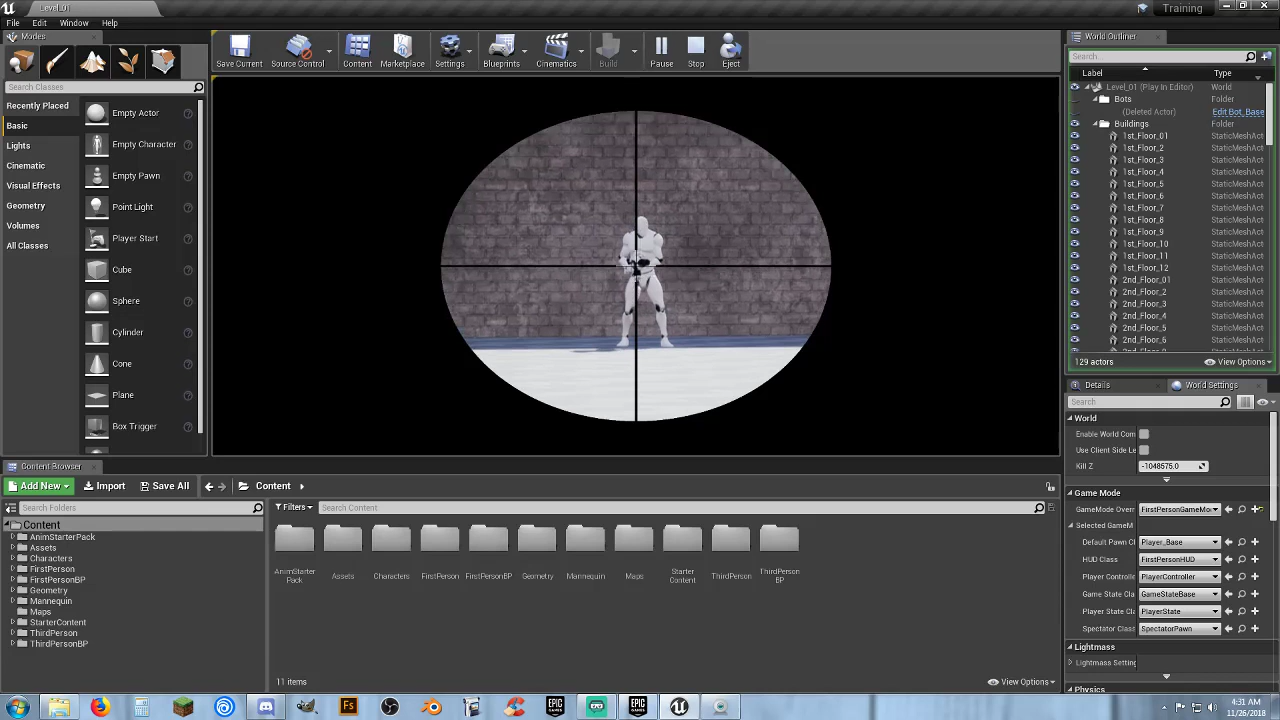 Level_01
Training
File Edit Window Help
Modes
Search Classes
Recently Placed
Basic
Lights
Cinematic
Visual Effects
Geometry
Volumes
All Classes
Empty Actor
Empty Character
Empty Pawn
Point Light
Player Start
Cube
Sphere
Cylinder
Cone
Plane
Box Trigger
Save Current
Source Control
Content
Marketplace
Settings
Blueprints
Cinematics
Build
Pause
Stop
Eject
World Outliner
Search...
Label Type
Level_01 (Play In Editor) World
Bots Folder
(Deleted Actor) Edit Bot_Base
Buildings Folder
1st_Floor_01 StaticMeshAct
1st_Floor_2 StaticMeshAct
1st_Floor_3 StaticMeshAct
1st_Floor_4 StaticMeshAct
1st_Floor_5 StaticMeshAct
1st_Floor_6 StaticMeshAct
1st_Floor_7 StaticMeshAct
1st_Floor_8 StaticMeshAct
1st_Floor_9 StaticMeshAct
1st_Floor_10 StaticMeshAct
1st_Floor_11 StaticMeshAct
1st_Floor_12 StaticMeshAct
2nd_Floor_01 StaticMeshAct
2nd_Floor_2 StaticMeshAct
2nd_Floor_3 StaticMeshAct
2nd_Floor_4 StaticMeshAct
2nd_Floor_5 StaticMeshAct
2nd_Floor_6 StaticMeshAct
129 actors View Options
Details World Settings
Search
World
Enable World Com
Use Client Side Le
Kill Z -1048575.0
Game Mode
GameMode Overr FirstPersonGameMo
Selected GameM
Default Pawn Cl Player_Base
HUD Class FirstPersonHUD
Player Controlle PlayerController
Game State Cla GameStateBase
Player State Cla PlayerState
Spectator Class SpectatorPawn
Lightmass
Lightmass Setting
Physics
Content Browser
Add New Import Save All Content
Search Folders
Filters Search Content
Content
AnimStarterPack
Assets
Characters
FirstPerson
FirstPersonBP
Geometry
Mannequin
Maps
StarterContent
ThirdPerson
ThirdPersonBP
AnimStarter Pack
Assets
Characters
FirstPerson
FirstPersonBP
Geometry
Mannequin
Maps
Starter Content
ThirdPerson
ThirdPerson BP
11 items View Options
Fs
EPIC GAMES
EPIC GAMES
4:31 AM
11/26/2018